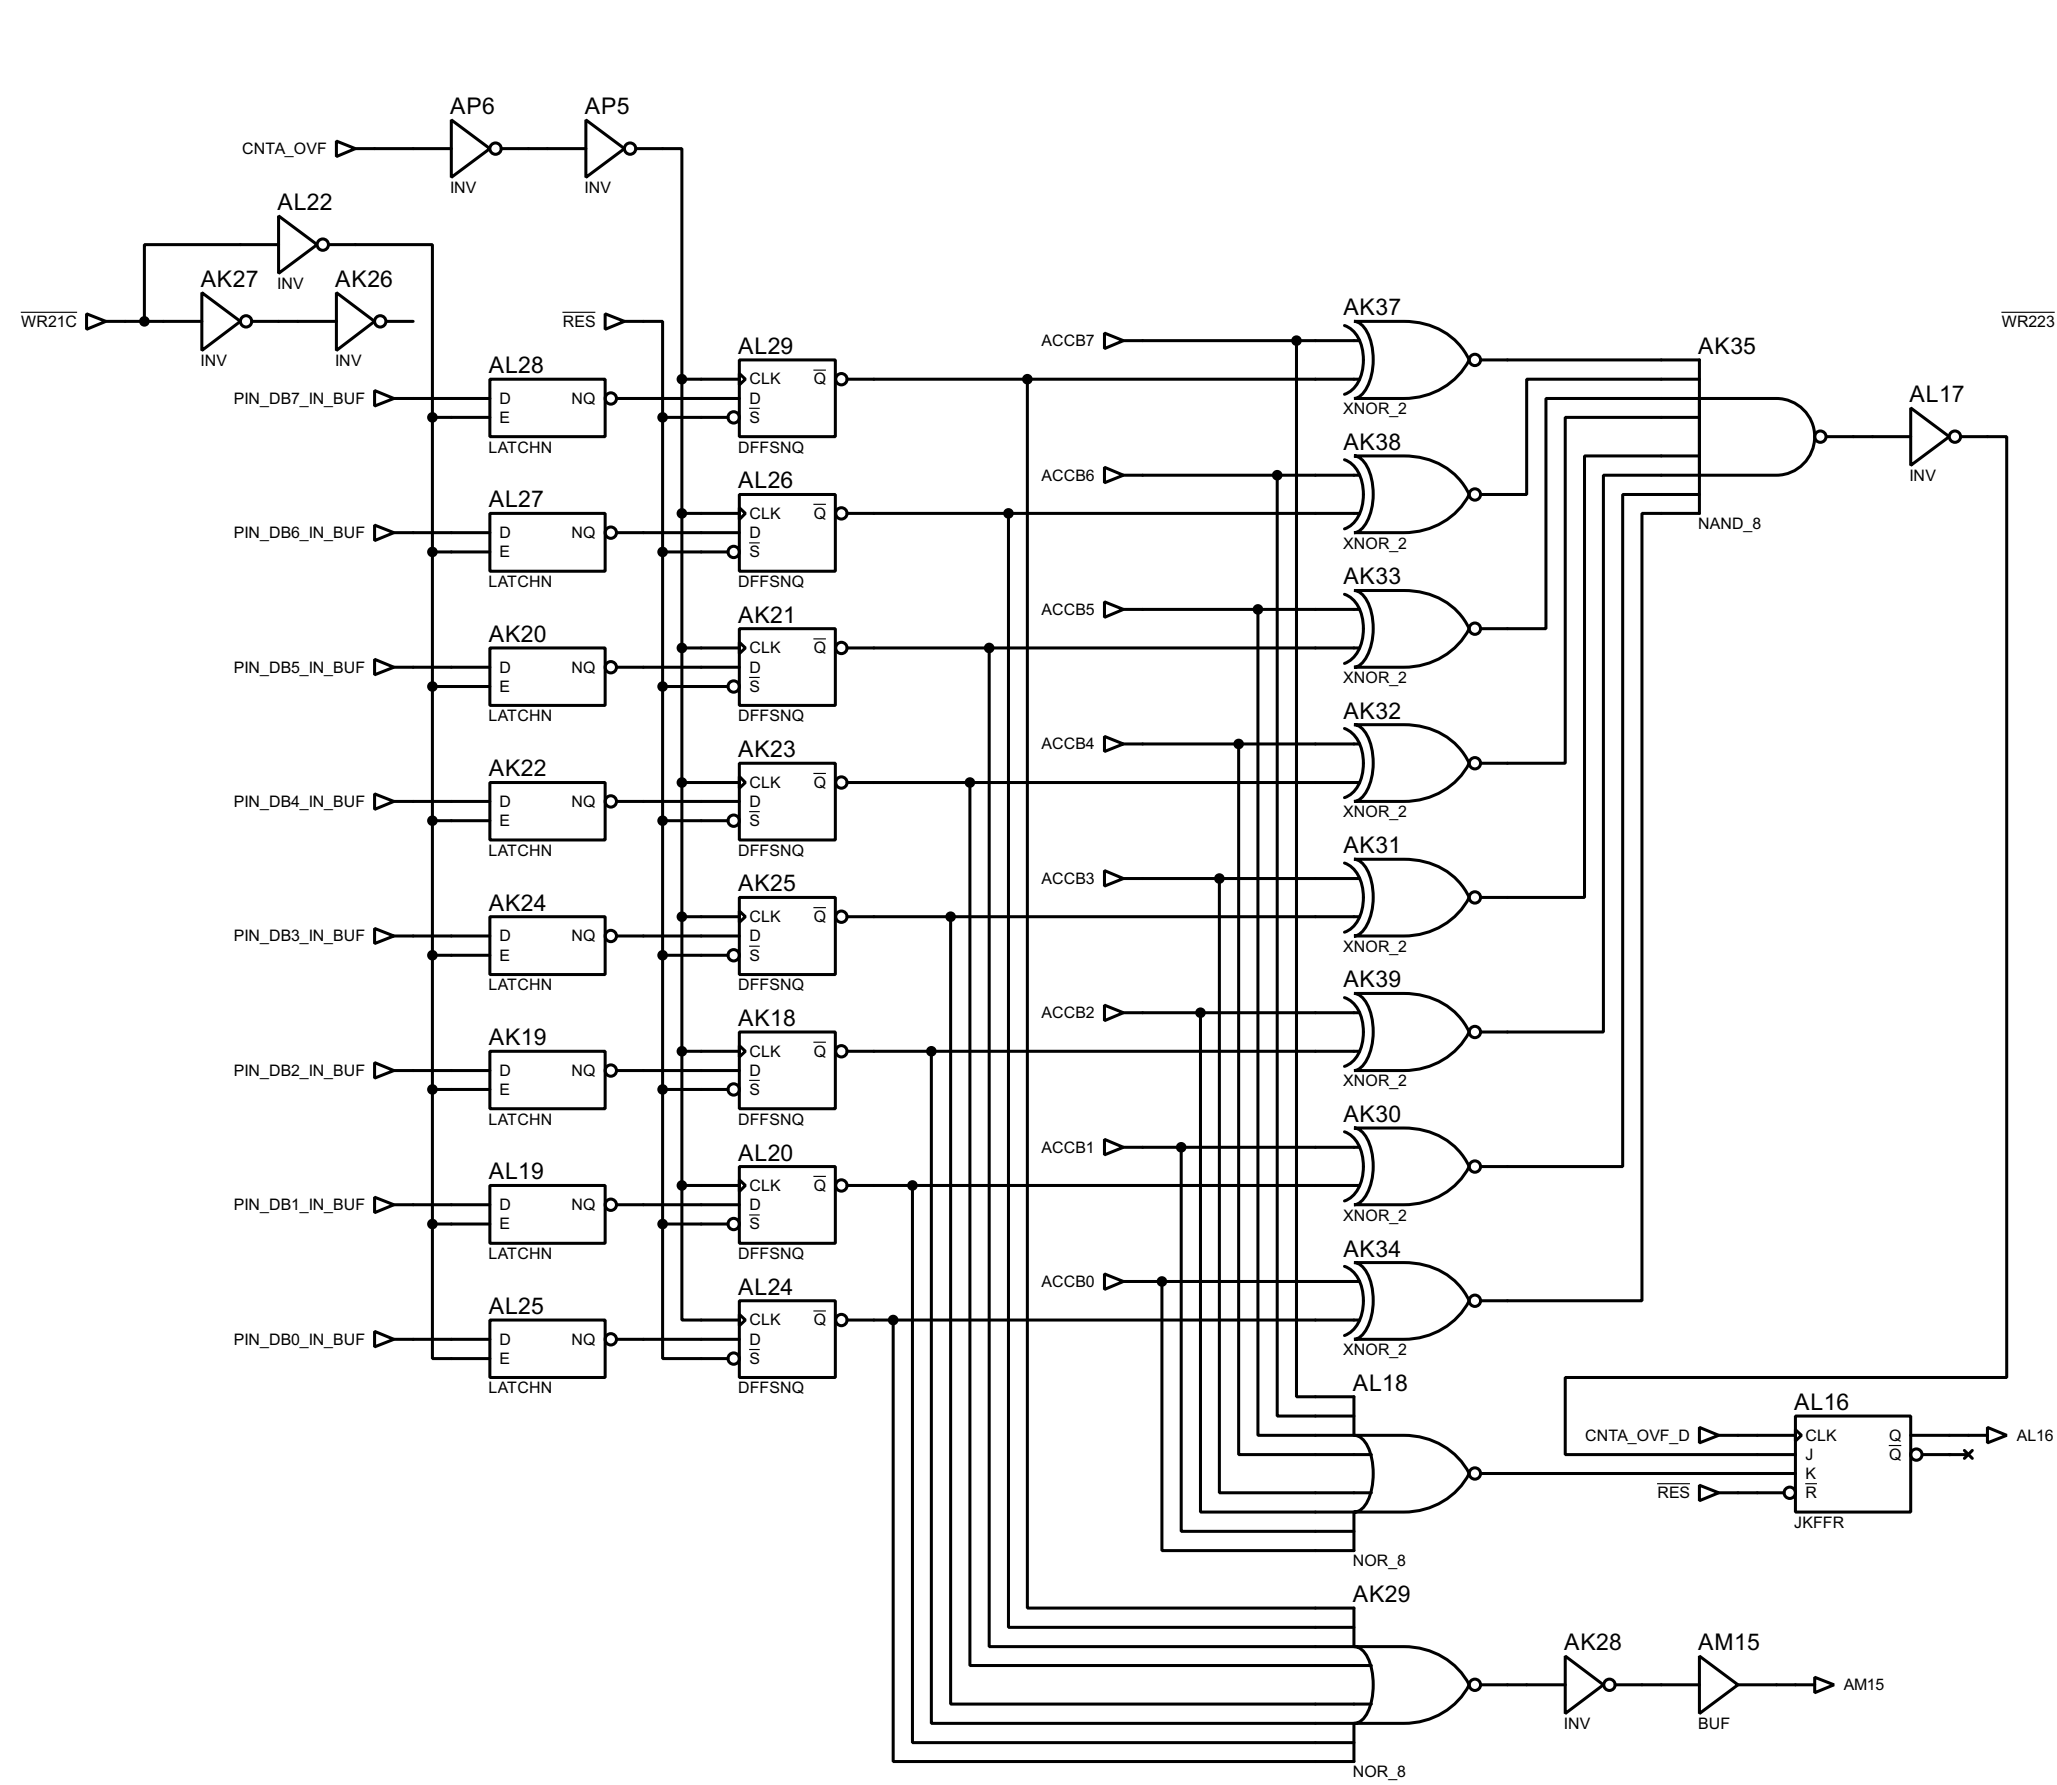 AP6
AP5
CNTA_OVF
INV
INV
AL22
INV
AK27
AK26
WR21C
INV
INV
RES
WR223
AK37
ACCB7
XNOR_2
AK35
NAND_8
AL17
INV
AL28
PIN_DB7_IN_BUF
D NQ
E
LATCHN
AL29
CLK Q
D
S
DFFSNQ
AK38
ACCB6
XNOR_2
AL27
PIN_DB6_IN_BUF
D NQ
E
LATCHN
AL26
CLK Q
D
S
DFFSNQ
AK33
ACCB5
XNOR_2
AK20
PIN_DB5_IN_BUF
D NQ
E
LATCHN
AK21
CLK Q
D
S
DFFSNQ
AK32
ACCB4
XNOR_2
AK22
PIN_DB4_IN_BUF
D NQ
E
LATCHN
AK23
CLK Q
D
S
DFFSNQ
AK31
ACCB3
XNOR_2
AK24
PIN_DB3_IN_BUF
D NQ
E
LATCHN
AK25
CLK Q
D
S
DFFSNQ
AK39
ACCB2
XNOR_2
AK19
PIN_DB2_IN_BUF
D NQ
E
LATCHN
AK18
CLK Q
D
S
DFFSNQ
AK30
ACCB1
XNOR_2
AL19
PIN_DB1_IN_BUF
D NQ
E
LATCHN
AL20
CLK Q
D
S
DFFSNQ
AK34
ACCB0
XNOR_2
AL25
PIN_DB0_IN_BUF
D NQ
E
LATCHN
AL24
CLK Q
D
S
DFFSNQ
AL18
NOR_8
AL16
CNTA_OVF_D
CLK Q
J Q
K
R
RES
JKFFR
AL16
AK29
NOR_8
AK28
INV
AM15
BUF
AM15